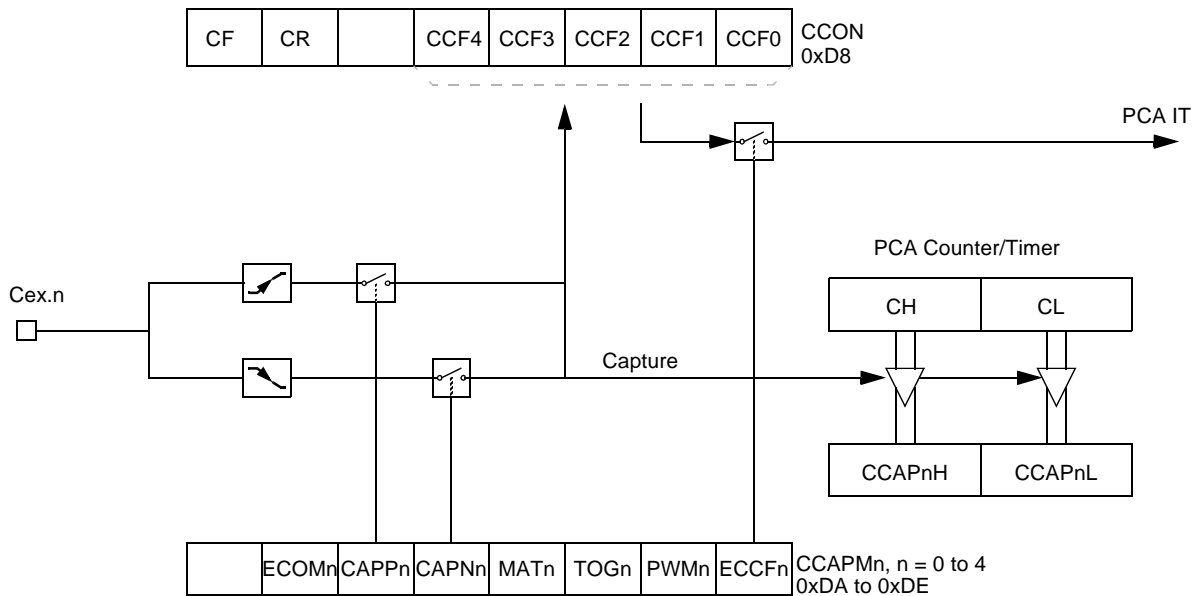 CF CR CCF4 CCF3 CCF2 CCF1 CCF0 CCON
0xD8
PCA IT
PCA Counter/Timer
Cex.n
CH CL
Capture
CCAPnH CCAPnL
ECOMn CAPPn CAPNn MATn TOGn PWMn ECCFn CCAPMn, n = 0 to 4
0xDA to 0xDE